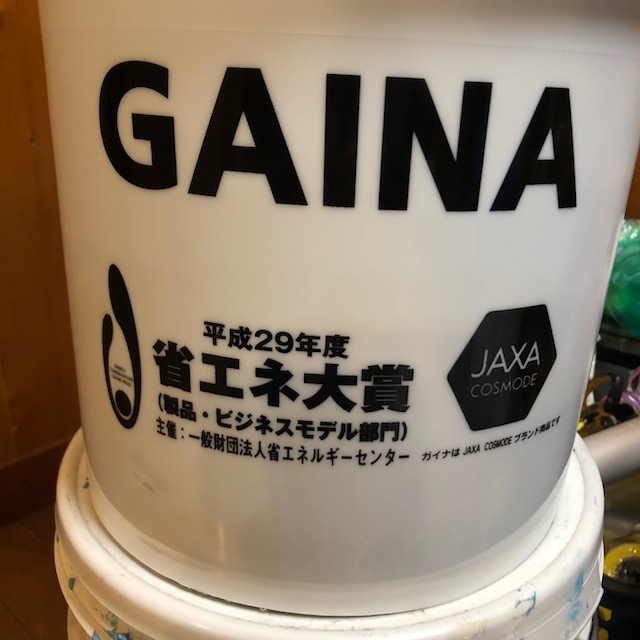 GAINA
平成29年度
省エネ大賞
(製品・ビジネスモデル部門)
主催：一般財団法人省エネルギーセンター
JAXA
COSMODE
ガイナは JAXA COSMODE ブランド商品です